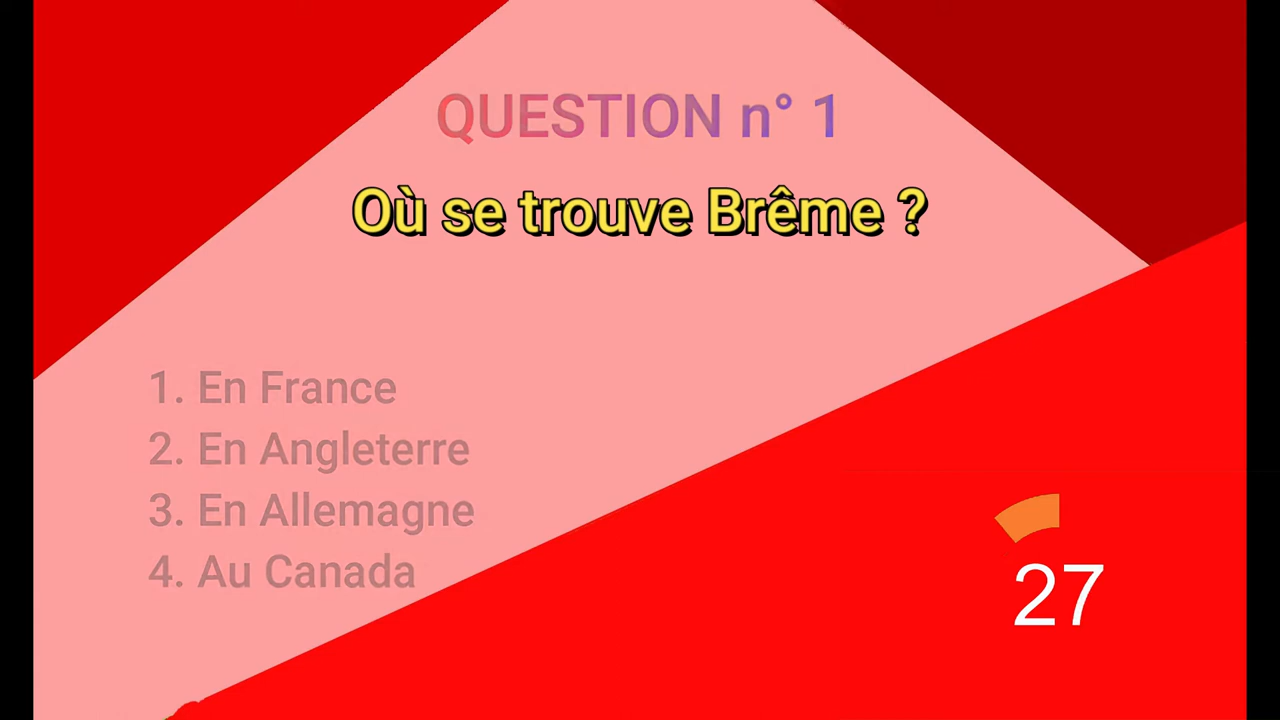 QUESTION n° 1
Où se trouve Brême ?
1. En France
2. En Angleterre
3. En Allemagne
4. Au Canada
27